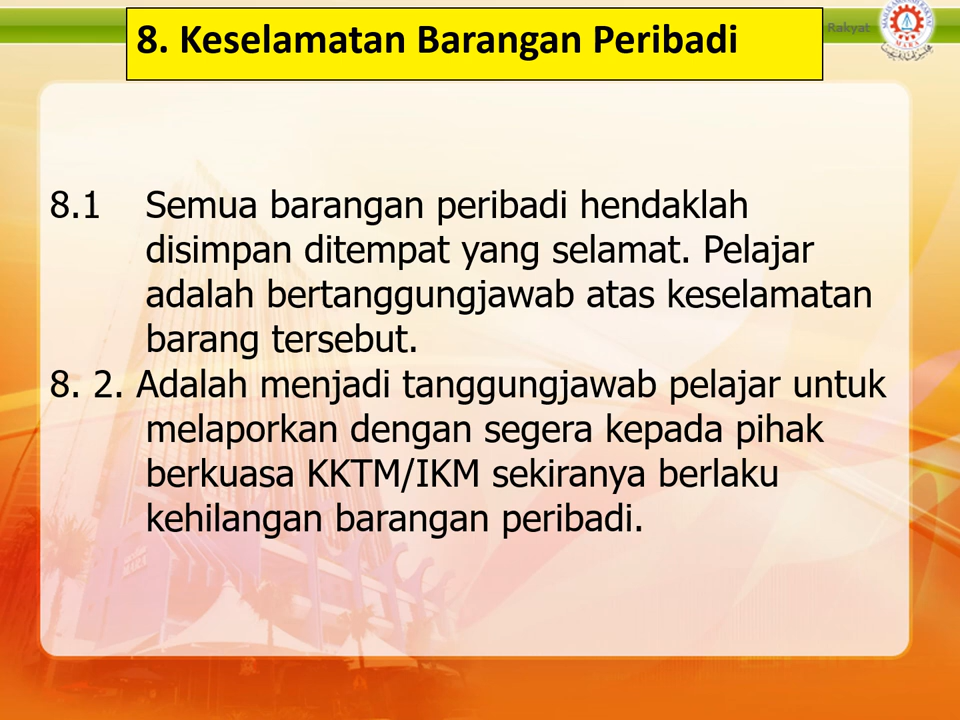 8. Keselamatan Barangan Peribadi
Rakyat
MARA
8.1 Semua barangan peribadi hendaklah
disimpan ditempat yang selamat. Pelajar
adalah bertanggungjawab atas keselamatan
barang tersebut.
8. 2. Adalah menjadi tanggungjawab pelajar untuk
melaporkan dengan segera kepada pihak
berkuasa KKTM/IKM sekiranya berlaku
kehilangan barangan peribadi.